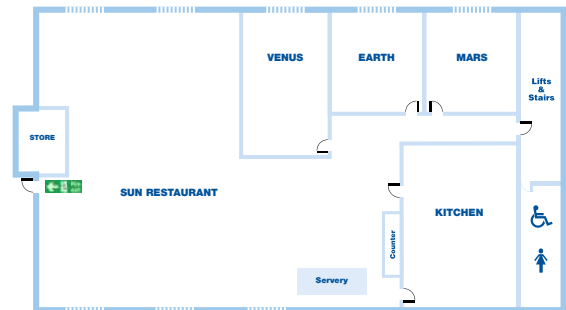 VENUS
EARTH
MARS
Lifts
&
Stairs
STORE
Fire
exit
SUN RESTAURANT
KITCHEN
Counter
Servery